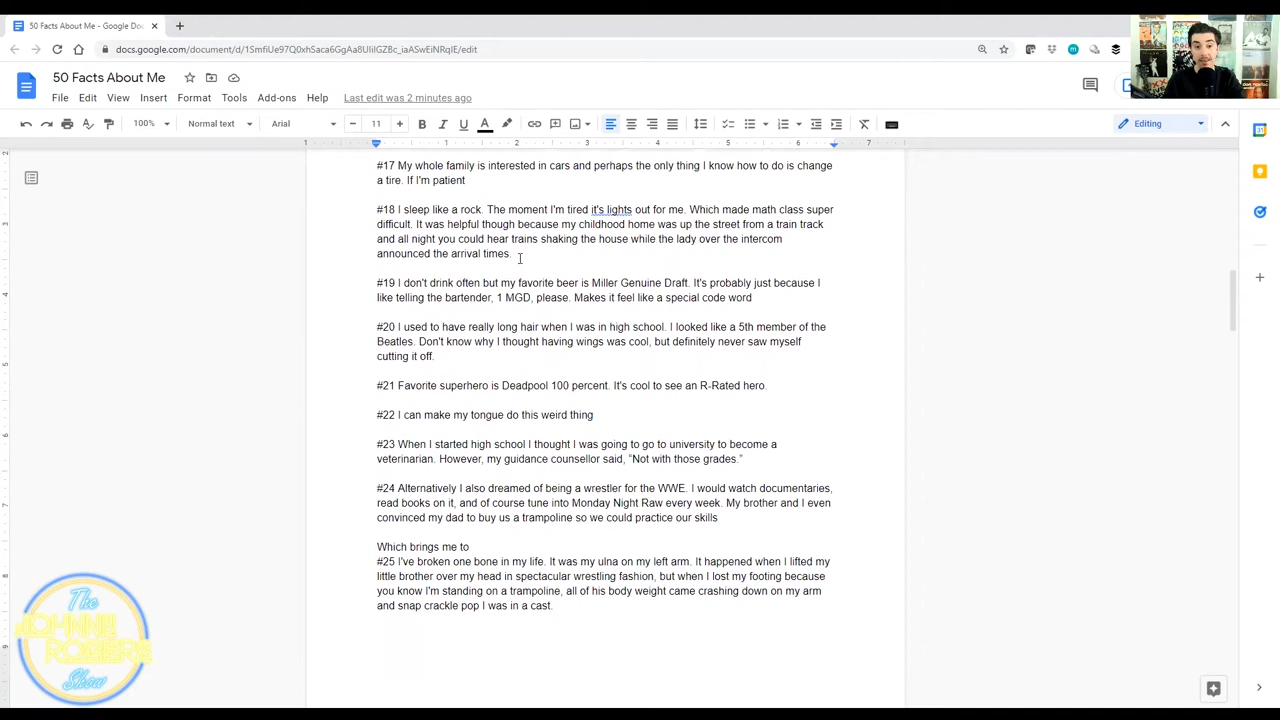 50 Facts About Me - Google Doc
docs.google.com/document/d/1SmfiUe97Q0xhSaca6GgAa8UIiIGZBc_iaASwEiNRqIE/edit
50 Facts About Me
File Edit View Insert Format Tools Add-ons Help Last edit was 2 minutes ago
100% Normal text Arial 11 Editing
1 1 2 3 4 5 6 7
#17 My whole family is interested in cars and perhaps the only thing I know how to do is change
a tire. If I'm patient
#18 I sleep like a rock. The moment I'm tired it's lights out for me. Which made math class super
difficult. It was helpful though because my childhood home was up the street from a train track
and all night you could hear trains shaking the house while the lady over the intercom
announced the arrival times.
#19 I don't drink often but my favorite beer is Miller Genuine Draft. It's probably just because I
like telling the bartender, 1 MGD, please. Makes it feel like a special code word
#20 I used to have really long hair when I was in high school. I looked like a 5th member of the
Beatles. Don't know why I thought having wings was cool, but definitely never saw myself
cutting it off.
#21 Favorite superhero is Deadpool 100 percent. It's cool to see an R-Rated hero.
#22 I can make my tongue do this weird thing
#23 When I started high school I thought I was going to go to university to become a
veterinarian. However, my guidance counsellor said, "Not with those grades."
#24 Alternatively I also dreamed of being a wrestler for the WWE. I would watch documentaries,
read books on it, and of course tune into Monday Night Raw every week. My brother and I even
convinced my dad to buy us a trampoline so we could practice our skills
Which brings me to
#25 I've broken one bone in my life. It was my ulna on my left arm. It happened when I lifted my
little brother over my head in spectacular wrestling fashion, but when I lost my footing because
you know I'm standing on a trampoline, all of his body weight came crashing down on my arm
and snap crackle pop I was in a cast.
The
Show